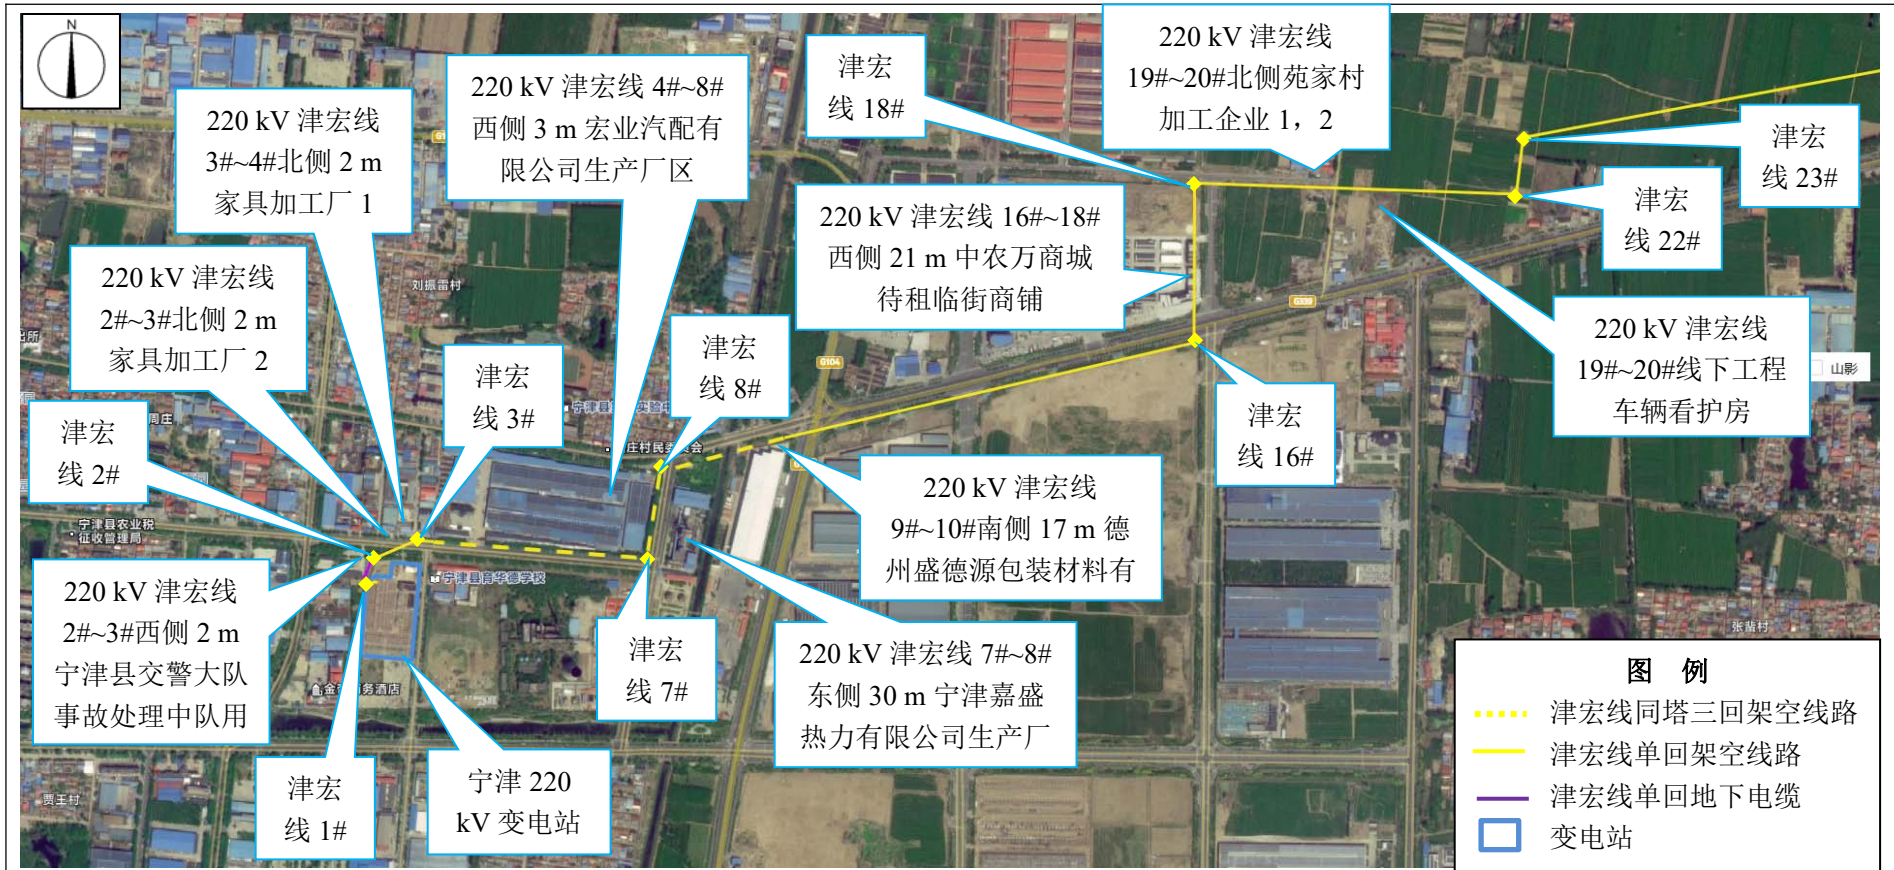 N
220 kV 津宏线
3#~4#北侧 2 m
家具加工厂 1
220 kV 津宏线 4#~8#
西侧 3 m 宏业汽配有
限公司生产厂区
津宏
线 18#
220 kV 津宏线
19#~20#北侧苑家村
加工企业 1，2
津宏
线 23#
220 kV 津宏线
2#~3#北侧 2 m
家具加工厂 2
220 kV 津宏线 16#~18#
西侧 21 m 中农万商城
待租临街商铺
津宏
线 22#
刘振雷村
G339
G104
津宏
线 8#
津宏
线 3#
220 kV 津宏线
19#~20#线下工程
车辆看护房
山影
津宏
线 2#
周庄
庄村民委员会
津宏
线 16#
220 kV 津宏线
9#~10#南侧 17 m 德
州盛德源包装材料有
宁津县农业税
征收管理局
宁津县育华德学校
220 kV 津宏线
2#~3#西侧 2 m
宁津县交警大队
事故处理中队用
津宏
线 7#
220 kV 津宏线 7#~8#
东侧 30 m 宁津嘉盛
热力有限公司生产厂
津宏
线 1#
宁津 220
kV 变电站
贾王村
图 例
津宏线同塔三回架空线路
津宏线单回架空线路
津宏线单回地下电缆
变电站